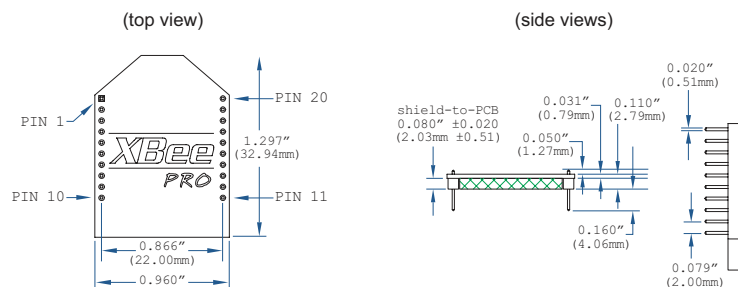 (top view)
(side views)
PIN 1
PIN 20
XBee
PRO
1.297"
(32.94mm)
PIN 10
PIN 11
0.866"
(22.00mm)
0.960"
shield-to-PCB
0.080" ±0.020
(2.03mm ±0.51)
0.031"
(0.79mm)
0.110"
(2.79mm)
0.050"
(1.27mm)
0.160"
(4.06mm)
0.020"
(0.51mm)
0.079"
(2.00mm)